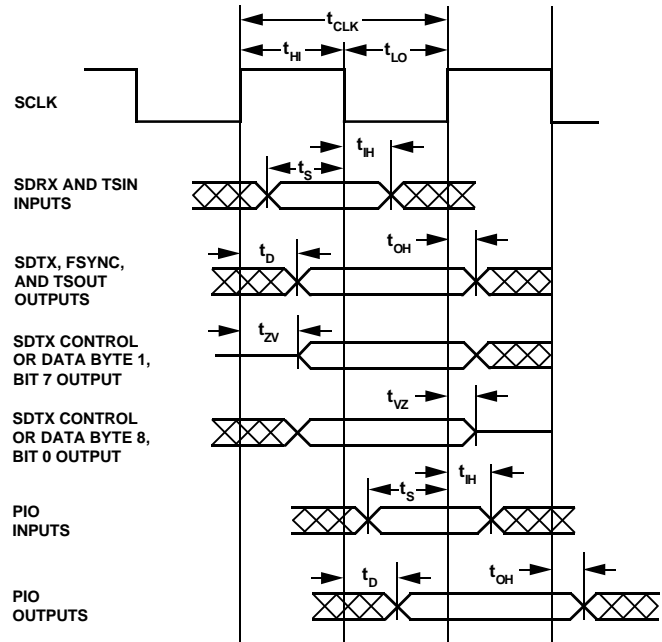 tCLK
tHI
tLO
SCLK
tIH
tS
SDRX AND TSIN
INPUTS
tD
tOH
SDTX, FSYNC,
AND TSOUT
OUTPUTS
tZV
SDTX CONTROL
OR DATA BYTE 1,
BIT 7 OUTPUT
tVZ
SDTX CONTROL
OR DATA BYTE 8,
BIT 0 OUTPUT
tIH
tS
PIO
INPUTS
tD
tOH
PIO
OUTPUTS